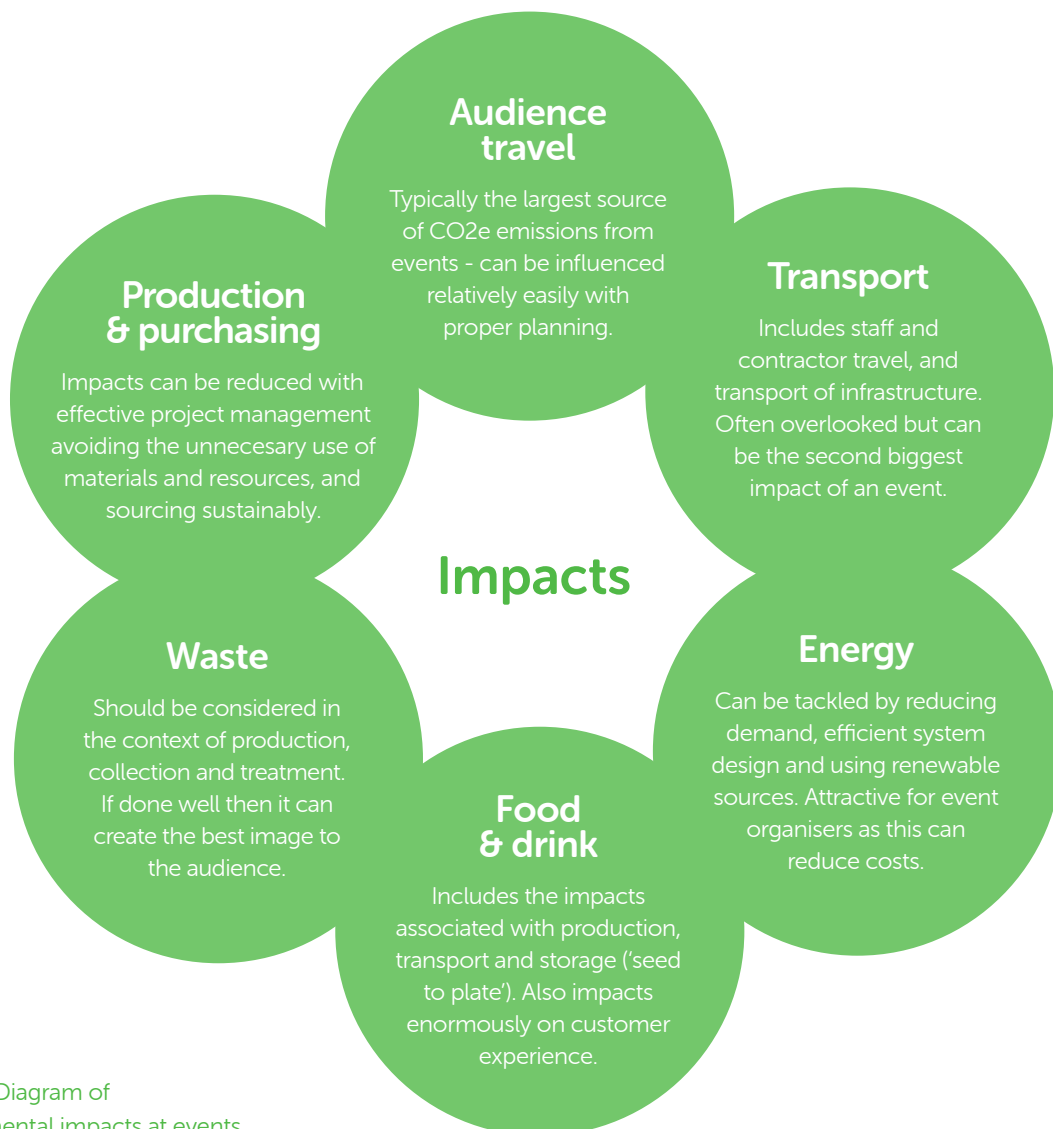 Audience
travel
Typically the largest source
of CO2e emissions from
events - can be influenced
relatively easily with
proper planning.
Transport
Includes staff and
contractor travel, and
transport of infrastructure.
Often overlooked but can
be the second biggest
impact of an event.
Production
& purchasing
Impacts can be reduced with
effective project management
avoiding the unnecesary use of
materials and resources, and
sourcing sustainably.
Impacts
Waste
Should be considered in
the context of production,
collection and treatment.
If done well then it can
create the best image to
the audience.
Energy
Can be tackled by reducing
demand, efficient system
design and using renewable
sources. Attractive for event
organisers as this can
reduce costs.
Food
& drink
Includes the impacts
associated with production,
transport and storage (‘seed
to plate’). Also impacts
enormously on customer
experience.
Diagram of
impacts at events